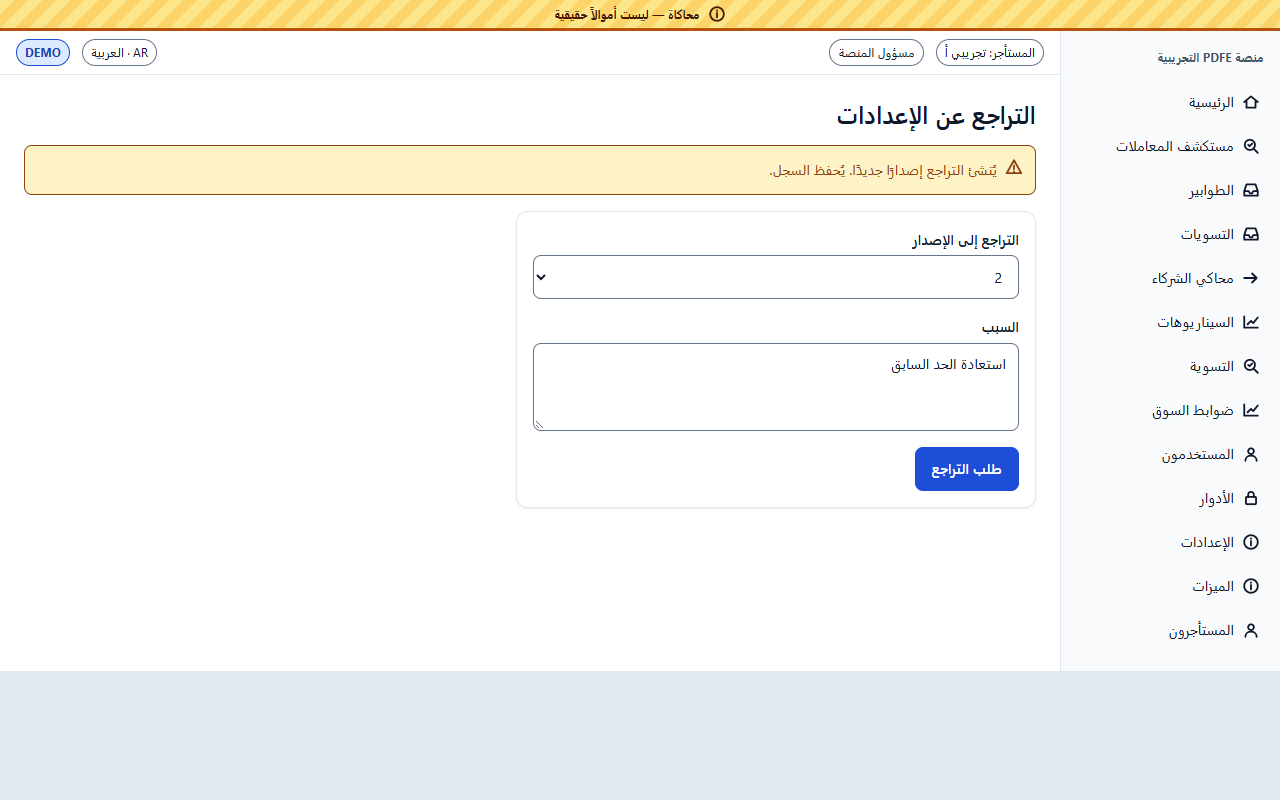 محاكاة — ليست أموالاً حقيقية
منصة PDFE التجريبية
الرئيسية
مستكشف المعاملات
الطوابير
التسويات
محاكي الشركاء
السيناريوهات
التسوية
ضوابط السوق
المستخدمون
الأدوار
الإعدادات
الميزات
المستأجرون
المستأجر: تجريبي أ
مسؤول المنصة
AR · العربية
DEMO
التراجع عن الإعدادات
يُنشئ التراجع إصدارًا جديدًا. يُحفظ السجل.
التراجع إلى الإصدار
2
السبب
استعادة الحد السابق
طلب التراجع